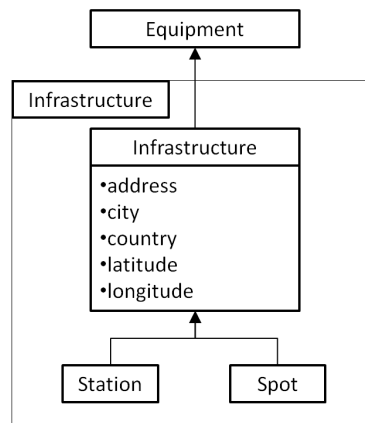 Equipment
Infrastructure
Infrastructure
•address
•city
•country
•latitude
•longitude
Station
Spot